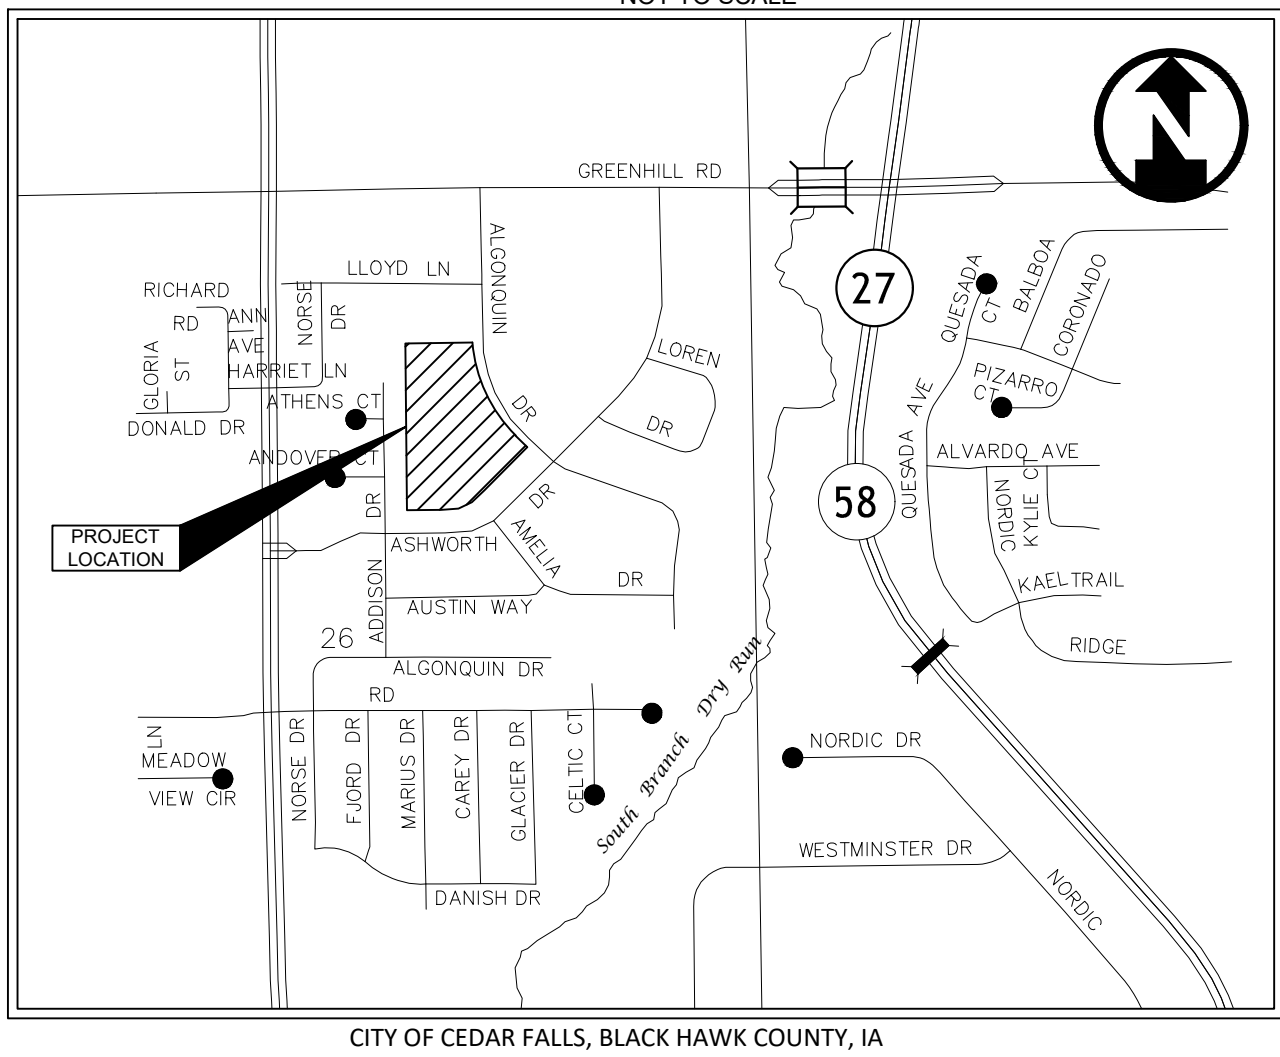 NOT TO SCALE
N
GREENHILL RD
ALGONQUIN
DR
LLOYD LN
RICHARD
RD
ANN
AVE
NORSE
DR
GLORIA
ST
HARRIET LN
ATHENS CT
DONALD DR
ANDOVER CT
LOREN
DR
27
58
QUESADA
CT
BALBOA
CORONADO
PIZARRO
CT
QUESADA AVE
ALVARDO AVE
NORDIC
KYLIE CT
KAEL TRAIL
RIDGE
PROJECT
LOCATION
ADDISON DR
ASHWORTH
DR
AMELIA
DR
AUSTIN WAY
26
ALGONQUIN DR
RD
LN
MEADOW
VIEW CIR
NORSE DR
FJORD DR
MARIUS DR
CAREY DR
GLACIER DR
CELTIC CT
DANISH DR
South Branch Dry Run
NORDIC DR
WESTMINSTER DR
NORDIC
CITY OF CEDAR FALLS, BLACK HAWK COUNTY, IA